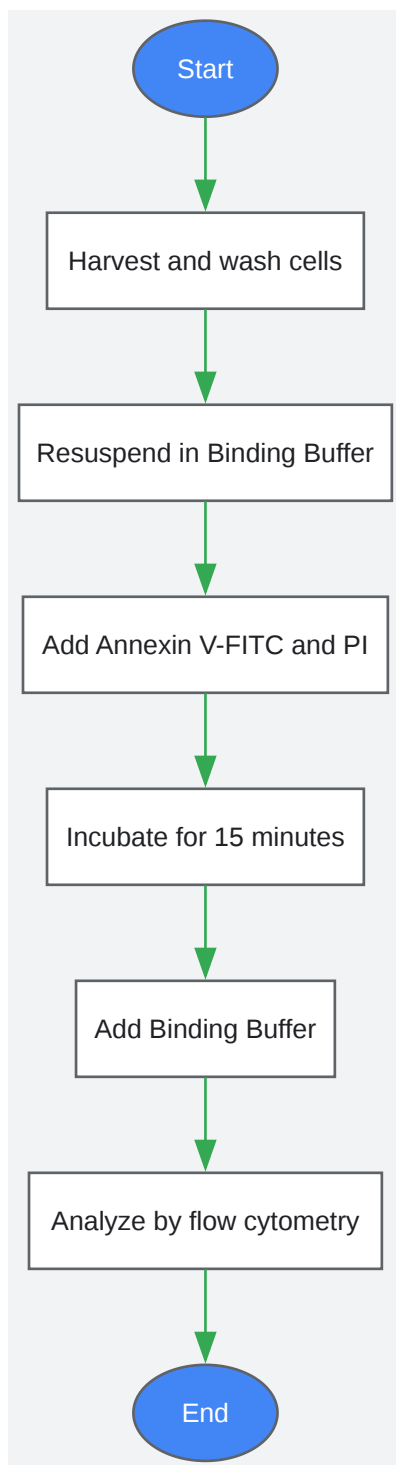 Start
Harvest and wash cells
Resuspend in Binding Buffer
Add Annexin V-FITC and PI
Incubate for 15 minutes
Add Binding Buffer
Analyze by flow cytometry
End